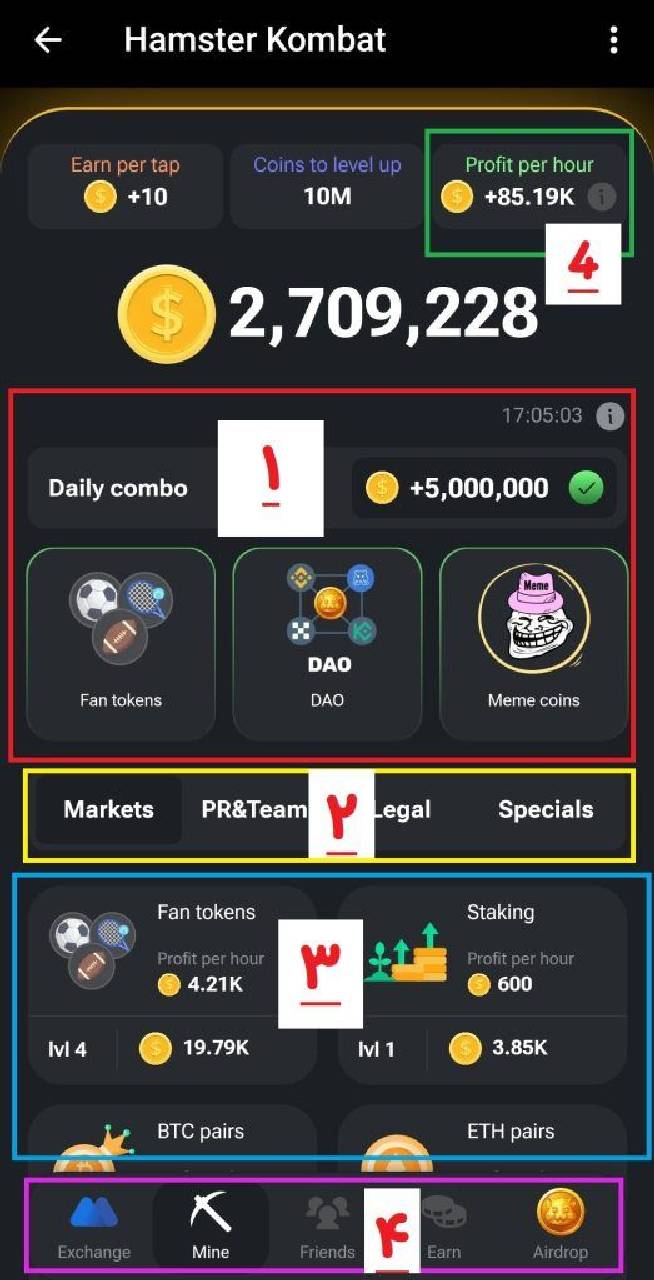 Hamster Kombat
Earn per tap
+10
Coins to level up
10M
Profit per hour
+85.19K
۴
2,709,228
17:05:03
Daily combo
۱
+5,000,000
Meme
DAO
Fan tokens
DAO
Meme coins
Markets
PR&Team
۲
Legal
Specials
Fan tokens
Profit per hour
4.21K
lvl 4
19.79K
۳
Staking
Profit per hour
600
lvl 1
3.85K
BTC pairs
ETH pairs
Exchange
Mine
Friends
۴
Earn
Airdrop